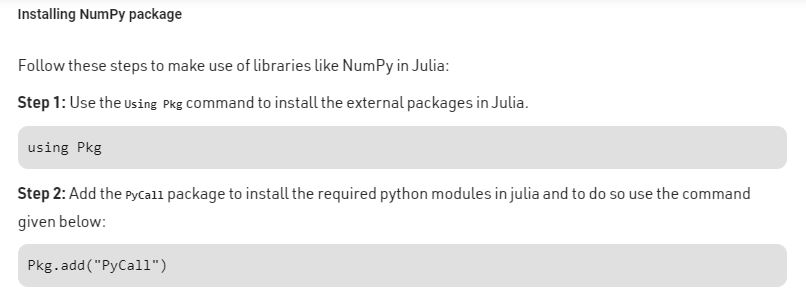 Installing NumPy package
Follow these steps to make use of libraries like NumPy in Julia:
Step 1: Use the Using Pkg command to install the external packages in Julia.
using Pkg
Step 2: Add the PyCall package to install the required python modules in julia and to do so use the command
given below:
Pkg.add("PyCall")